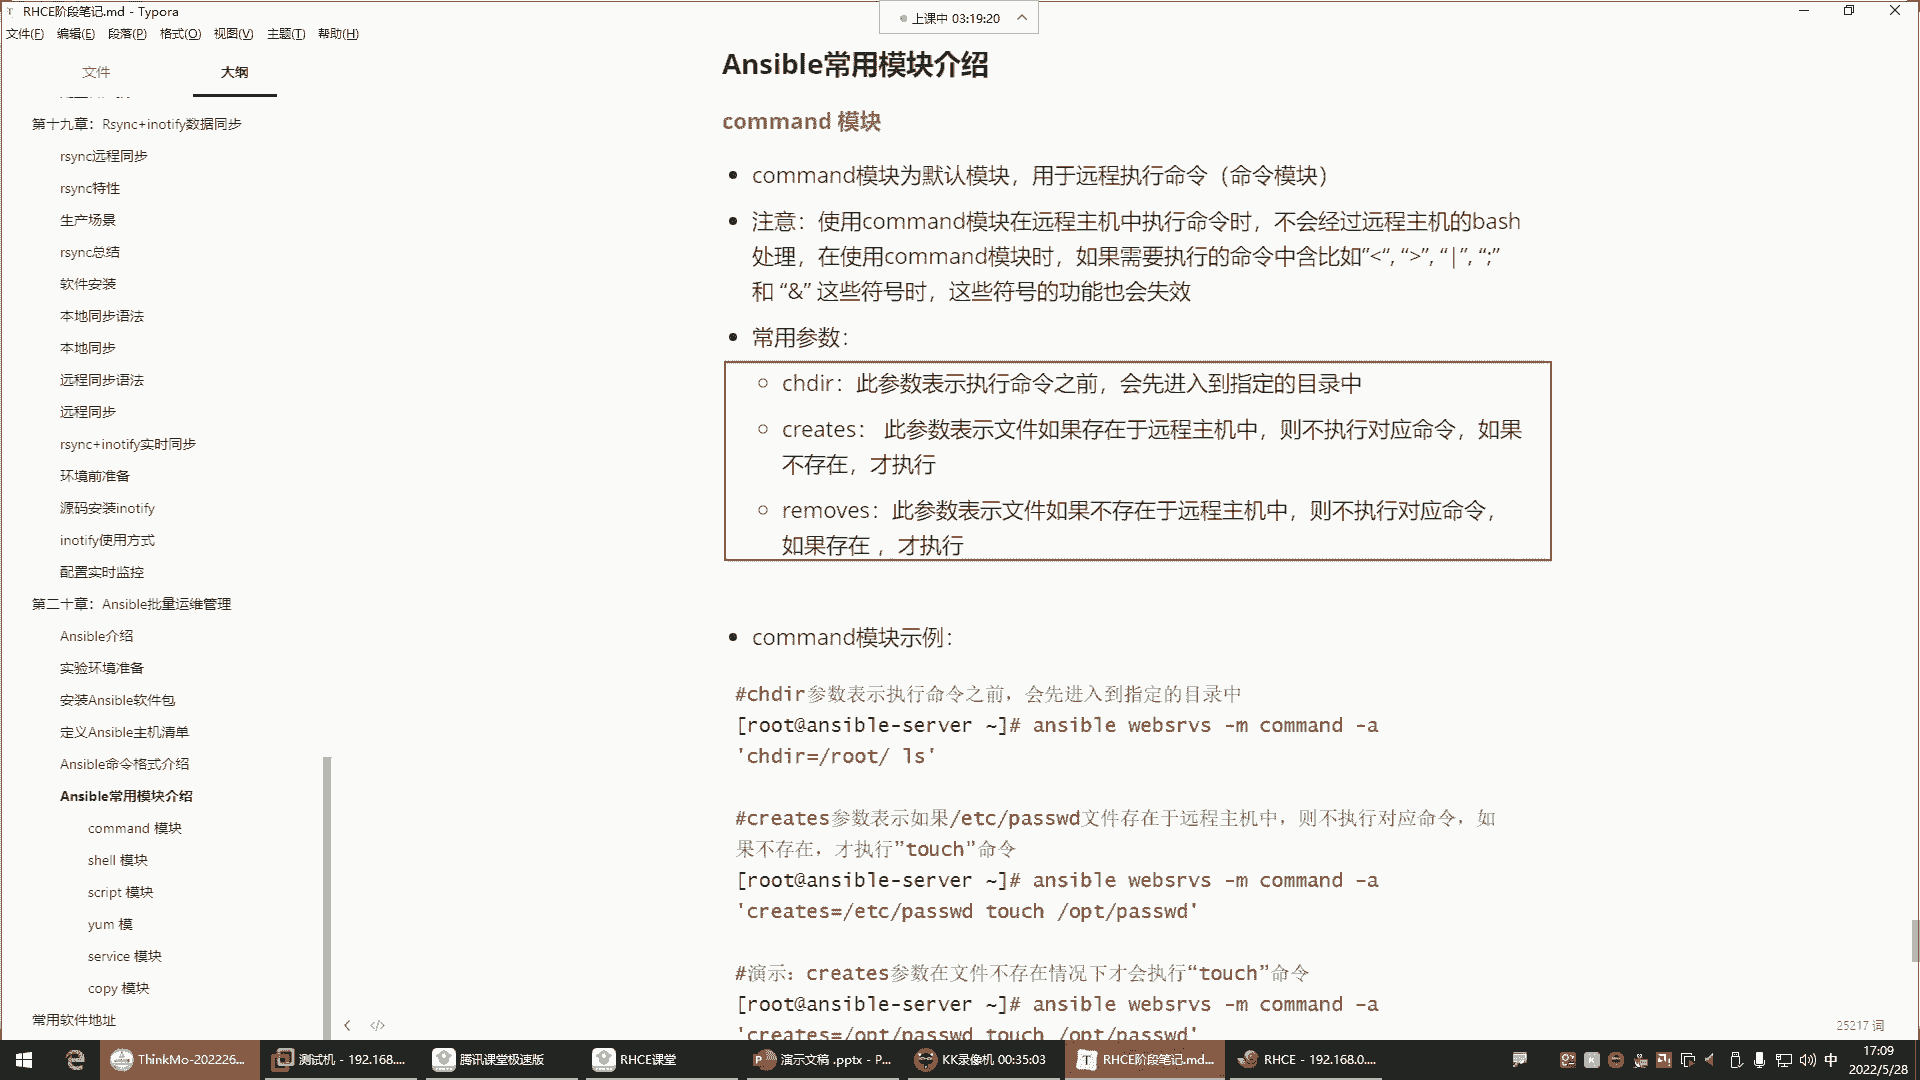 RHCE阶段笔记.md - Typora
上课中 03:19:20
文件(F) 编辑(E) 段落(P) 格式(O) 视图(V) 主题(T) 帮助(H)
文件 大纲
第十九章：Rsync+inotify数据同步
rsync远程同步
rsync特性
生产场景
rsync总结
软件安装
本地同步语法
本地同步
远程同步语法
远程同步
rsync+inotify实时同步
环境前准备
源码安装inotify
inotify使用方式
配置实时监控
第二十章：Ansible批量运维管理
Ansible介绍
实验环境准备
安装Ansible软件包
定义Ansible主机清单
Ansible命令格式介绍
Ansible常用模块介绍
command 模块
shell 模块
script 模块
yum 模
service 模块
copy 模块
常用软件地址
Ansible常用模块介绍
command 模块
command模块为默认模块，用于远程执行命令（命令模块）
注意：使用command模块在远程主机中执行命令时，不会经过远程主机的bash
处理，在使用command模块时，如果需要执行的命令中含比如”<“, “>”, “|”, “;”
和 “&” 这些符号时，这些符号的功能也会失效
常用参数：
chdir：此参数表示执行命令之前，会先进入到指定的目录中
creates： 此参数表示文件如果存在于远程主机中，则不执行对应命令，如果
不存在，才执行
removes：此参数表示文件如果不存在于远程主机中，则不执行对应命令，
如果存在 ，才执行
command模块示例：
#chdir参数表示执行命令之前，会先进入到指定的目录中
[root@ansible-server ~]# ansible websrvs -m command -a
'chdir=/root/ ls'
#creates参数表示如果/etc/passwd文件存在于远程主机中，则不执行对应命令，如
果不存在，才执行”touch”命令
[root@ansible-server ~]# ansible websrvs -m command -a
'creates=/etc/passwd touch /opt/passwd'
#演示：creates参数在文件不存在情况下才会执行“touch”命令
[root@ansible-server ~]# ansible websrvs -m command -a
'creates=/opt/passwd touch /opt/passwd'
25217 词
ThinkMo-202226... 测试机 - 192.168.... 腾讯课堂极速版 RHCE课堂 演示文稿 .pptx - P... KK录像机 00:35:03 RHCE阶段笔记.md... RHCE - 192.168.0.... 中 17:09
2022/5/28